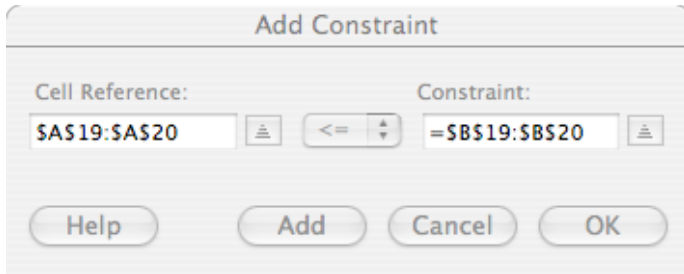 Add Constraint
Cell Reference: Constraint:
$A$19:$A$20 <= =$B$19:$B$20
Help Add Cancel OK